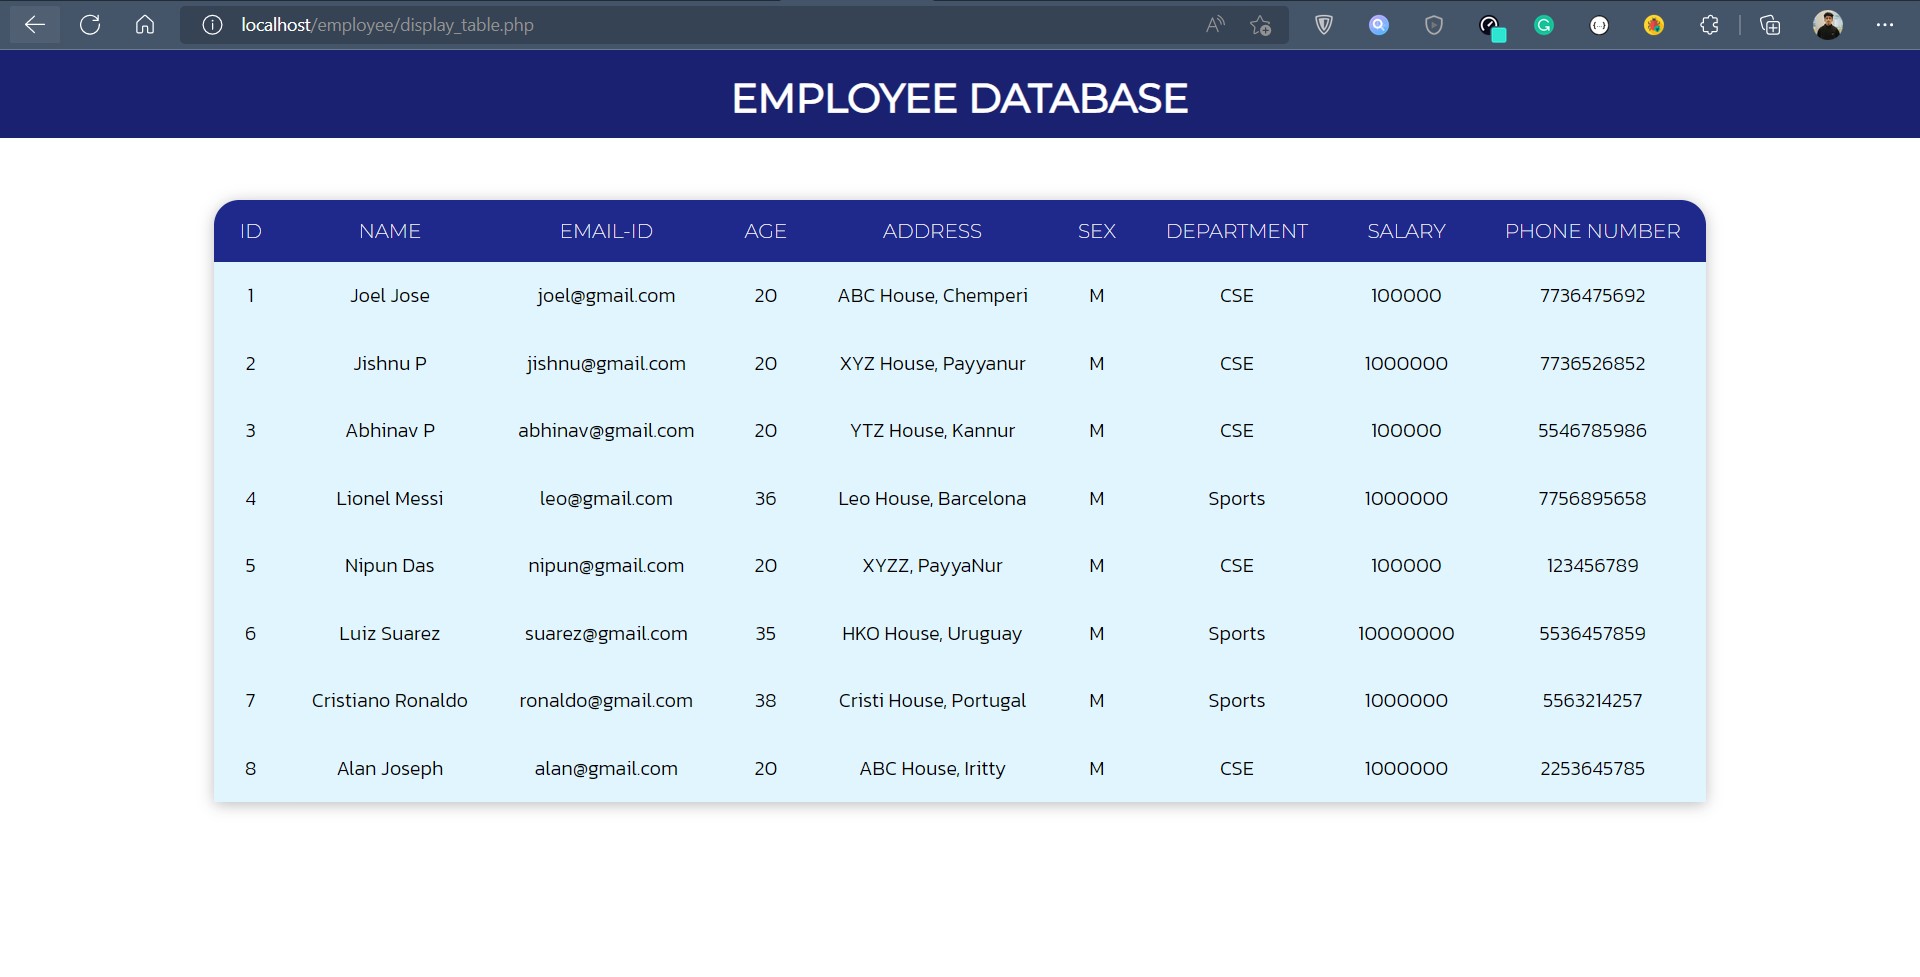 localhost/employee/display_table.php
EMPLOYEE DATABASE
ID NAME EMAIL-ID AGE ADDRESS SEX DEPARTMENT SALARY PHONE NUMBER
1 Joel Jose joel@gmail.com 20 ABC House, Chemperi M CSE 100000 7736475692
2 Jishnu P jishnu@gmail.com 20 XYZ House, Payyanur M CSE 1000000 7736526852
3 Abhinav P abhinav@gmail.com 20 YTZ House, Kannur M CSE 100000 5546785986
4 Lionel Messi leo@gmail.com 36 Leo House, Barcelona M Sports 1000000 7756895658
5 Nipun Das nipun@gmail.com 20 XYZZ, PayyaNur M CSE 100000 123456789
6 Luiz Suarez suarez@gmail.com 35 HKO House, Uruguay M Sports 10000000 5536457859
7 Cristiano Ronaldo ronaldo@gmail.com 38 Cristi House, Portugal M Sports 1000000 5563214257
8 Alan Joseph alan@gmail.com 20 ABC House, Iritty M CSE 1000000 2253645785